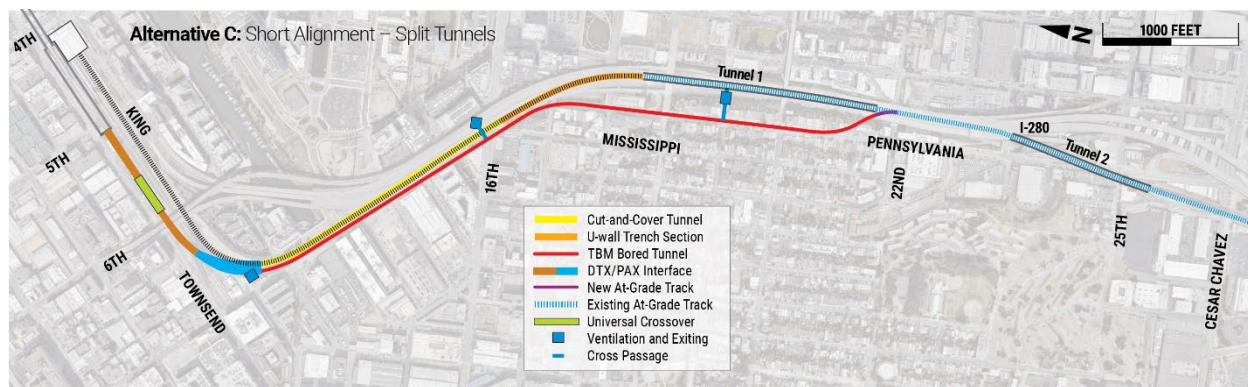 Alternative C: Short Alignment – Split Tunnels
N
1000 FEET
4TH
KING
5TH
6TH
TOWNSEND
16TH
MISSISSIPPI
Tunnel 1
PENNSYLVANIA
22ND
I-280
Tunnel 2
25TH
CESAR CHAVEZ
Cut-and-Cover Tunnel
U-wall Trench Section
TBM Bored Tunnel
DTX/PAX Interface
New At-Grade Track
Existing At-Grade Track
Universal Crossover
Ventilation and Exiting
Cross Passage